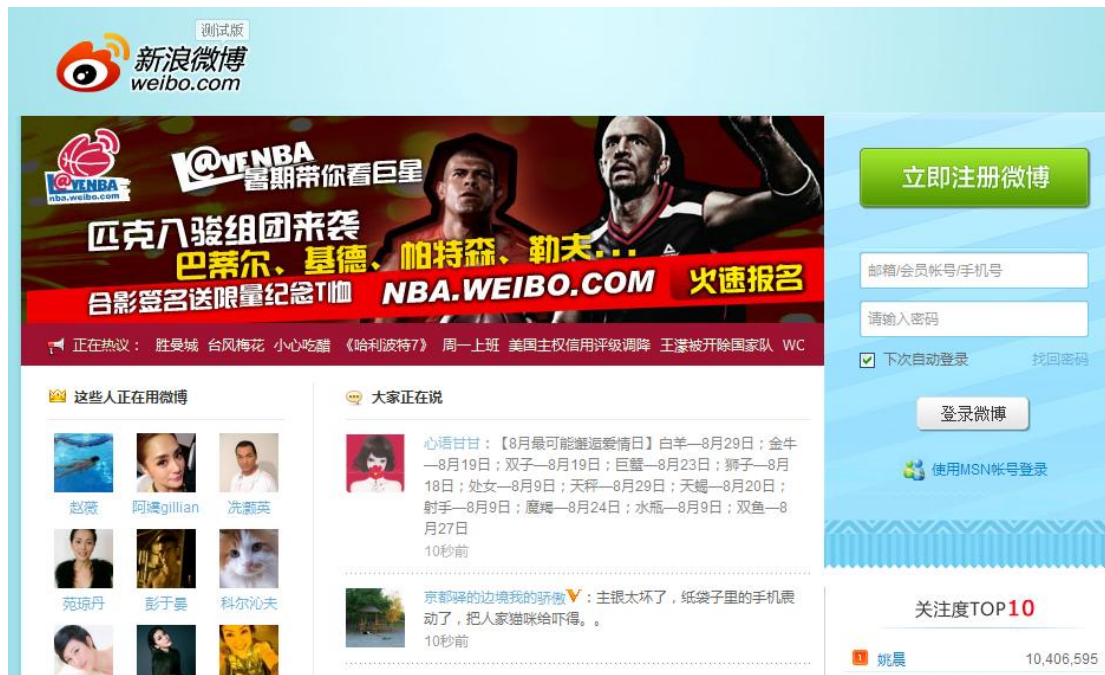 测试版
新浪微博
weibo.com
L@VENBA
nba.weibo.com
L@VENBA
暑期带你看巨星
匹克八骏组团来袭
巴蒂尔、基德、帕特森、勒夫...
合影签名送限量纪念T恤 NBA.WEIBO.COM 火速报名
正在热议： 胜曼城 台风梅花 小心吃醋 《哈利波特7》 周一上班 美国主权信用评级调降 王濛被开除国家队 WC
立即注册微博
邮箱/会员帐号/手机号
请输入密码
下次自动登录 找回密码
登录微博
使用MSN帐号登录
这些人正在用微博
赵薇 阿嬌gillian 冼灏英
苑琼丹 彭于晏 科尔沁夫
大家正在说
心语甘甘：【8月最可能邂逅爱情日】白羊—8月29日；金牛
—8月19日；双子—8月19日；巨蟹—8月23日；狮子—8月
18日；处女—8月9日；天秤—8月29日；天蝎—8月20日；
射手—8月9日；魔羯—8月24日；水瓶—8月9日；双鱼—8
月27日
10秒前
京都驿的边境我的骄傲V：主银太坏了，纸袋子里的手机震
动了，把人家猫咪给吓得。。
10秒前
关注度TOP10
1 姚晨 10,406,595